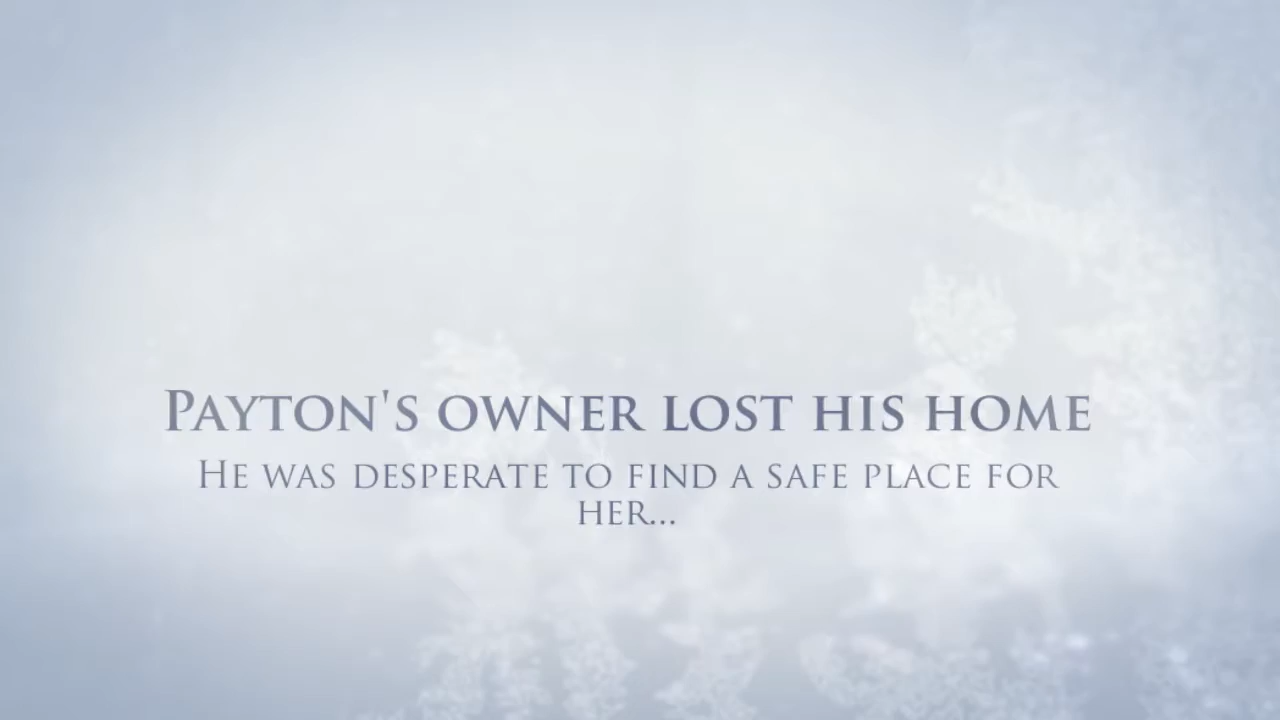 Payton's owner lost his home
He was desperate to find a safe place for
her...